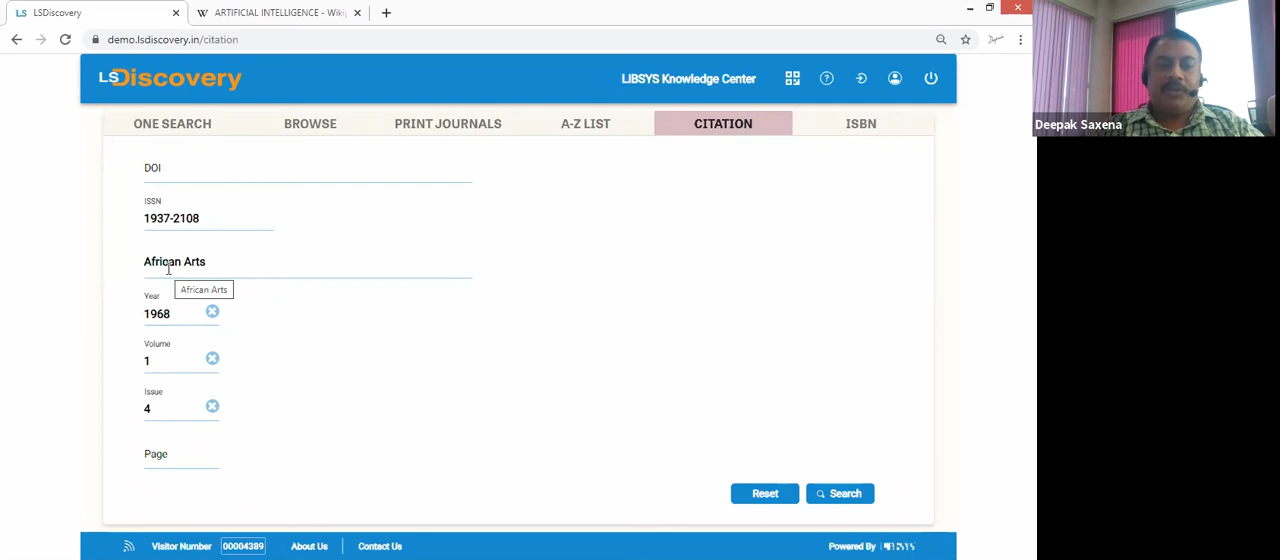 LSDiscovery
ARTIFICIAL INTELLIGENCE - Wiki
demo.lsdiscovery.in/citation
LSDiscovery
LIBSYS Knowledge Center
ONE SEARCH
BROWSE
PRINT JOURNALS
A-Z LIST
CITATION
ISBN
DOI
ISSN
1937-2108
African Arts
African Arts
Year
1968
Volume
1
Issue
4
Page
Reset
Search
Visitor Number 00004389
About Us
Contact Us
Powered By
Deepak Saxena